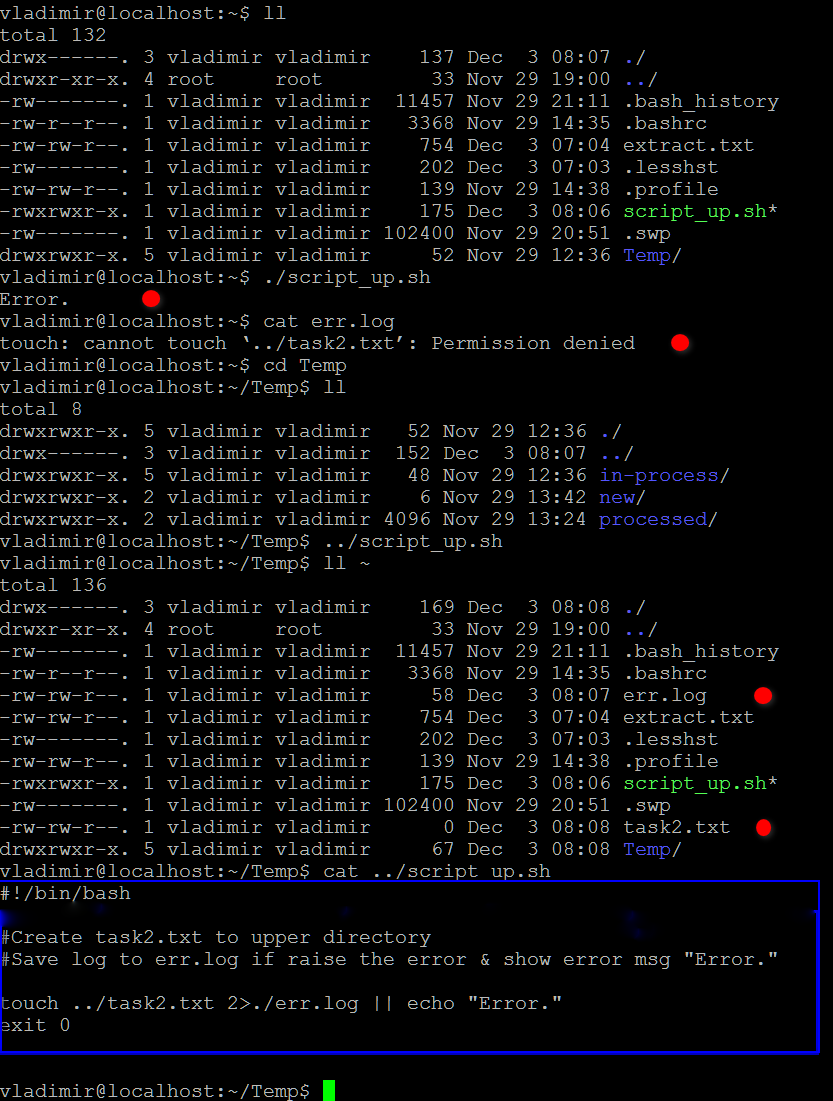 vladimir@localhost:~$ ll
total 132
drwx------. 3 vladimir vladimir    137 Dec  3 08:07 ./
drwxr-xr-x. 4 root     root         33 Nov 29 19:00 ../
-rw-------. 1 vladimir vladimir  11457 Nov 29 21:11 .bash_history
-rw-r--r--. 1 vladimir vladimir   3368 Nov 29 14:35 .bashrc
-rw-rw-r--. 1 vladimir vladimir    754 Dec  3 07:04 extract.txt
-rw-------. 1 vladimir vladimir    202 Dec  3 07:03 .lesshst
-rw-rw-r--. 1 vladimir vladimir    139 Nov 29 14:38 .profile
-rwxrwxr-x. 1 vladimir vladimir    175 Dec  3 08:06 script_up.sh*
-rw-------. 1 vladimir vladimir 102400 Nov 29 20:51 .swp
drwxrwxr-x. 5 vladimir vladimir     52 Nov 29 12:36 Temp/
vladimir@localhost:~$ ./script_up.sh
Error.
vladimir@localhost:~$ cat err.log
touch: cannot touch ‘../task2.txt’: Permission denied
vladimir@localhost:~$ cd Temp
vladimir@localhost:~/Temp$ ll
total 8
drwxrwxr-x. 5 vladimir vladimir   52 Nov 29 12:36 ./
drwx------. 3 vladimir vladimir  152 Dec  3 08:07 ../
drwxrwxr-x. 5 vladimir vladimir   48 Nov 29 12:36 in-process/
drwxrwxr-x. 2 vladimir vladimir    6 Nov 29 13:42 new/
drwxrwxr-x. 2 vladimir vladimir 4096 Nov 29 13:24 processed/
vladimir@localhost:~/Temp$ ../script_up.sh
vladimir@localhost:~/Temp$ ll ~
total 136
drwx------. 3 vladimir vladimir    169 Dec  3 08:08 ./
drwxr-xr-x. 4 root     root         33 Nov 29 19:00 ../
-rw-------. 1 vladimir vladimir  11457 Nov 29 21:11 .bash_history
-rw-r--r--. 1 vladimir vladimir   3368 Nov 29 14:35 .bashrc
-rw-rw-r--. 1 vladimir vladimir     58 Dec  3 08:07 err.log
-rw-rw-r--. 1 vladimir vladimir    754 Dec  3 07:04 extract.txt
-rw-------. 1 vladimir vladimir    202 Dec  3 07:03 .lesshst
-rw-rw-r--. 1 vladimir vladimir    139 Nov 29 14:38 .profile
-rwxrwxr-x. 1 vladimir vladimir    175 Dec  3 08:06 script_up.sh*
-rw-------. 1 vladimir vladimir 102400 Nov 29 20:51 .swp
-rw-rw-r--. 1 vladimir vladimir      0 Dec  3 08:08 task2.txt
drwxrwxr-x. 5 vladimir vladimir     67 Dec  3 08:08 Temp/
vladimir@localhost:~/Temp$ cat ../script_up.sh
#!/bin/bash
#Create task2.txt to upper directory
#Save log to err.log if raise the error & show error msg "Error."
touch ../task2.txt 2>./err.log || echo "Error."
exit 0
vladimir@localhost:~/Temp$